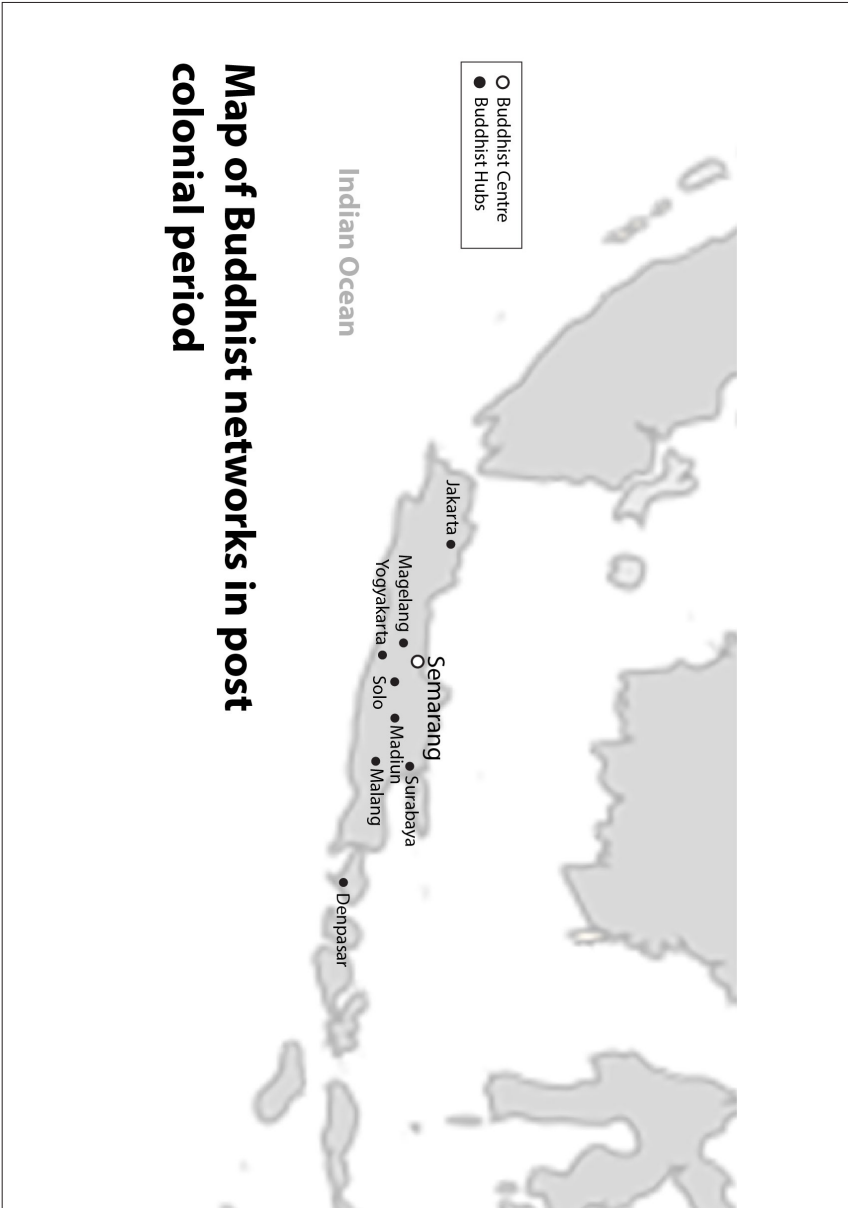 Buddhist Centre
Buddhist Hubs
Jakarta
Semarang
Magelang
Yogyakarta
Solo
Madiun
Surabaya
Malang
Denpasar
Indian Ocean
Map of Buddhist networks in post
colonial period